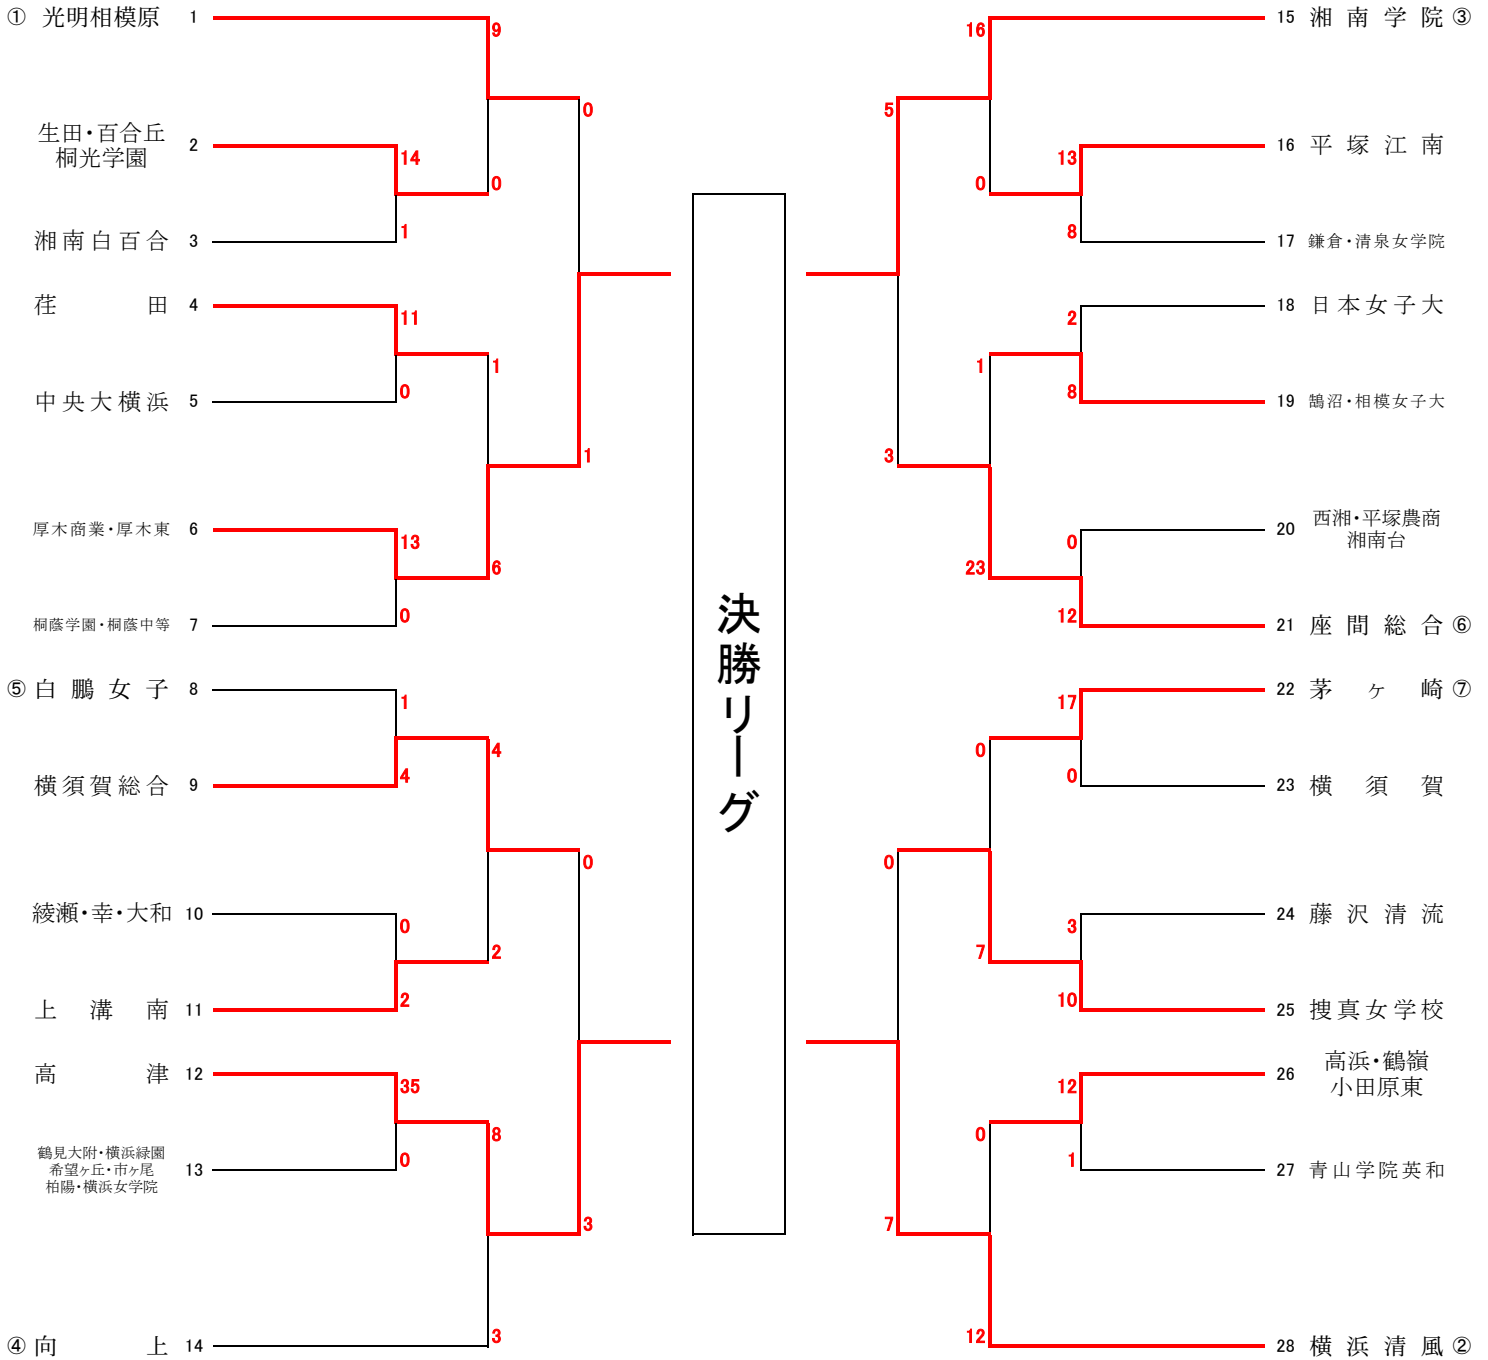 ① 光明相模原 1
9
0
生田・百合丘
桐光学園 2
14
0
湘南白百合 3
1
荏田 4
11
1
中央大横浜 5
0
1
厚木商業・厚木東 6
13
6
桐蔭学園・桐蔭中等 7
0
⑤ 白鵬女子 8
1
4
横須賀総合 9
4
0
綾瀬・幸・大和 10
0
2
上溝南 11
2
高津 12
35
8
鶴見大附・横浜緑園
希望ヶ丘・市ヶ尾
柏陽・横浜女学院 13
0
3
④ 向上 14
3
決勝リーグ
16
15 湘南学院 ③
5
13
16 平塚江南
0
8
17 鎌倉・清泉女学院
2
18 日本女子大
1
8
19 鵠沼・相模女子大
3
0
20 西湘・平塚農商
湘南台
23
12
21 座間総合 ⑥
17
22 茅ヶ崎 ⑦
0
0
23 横須賀
0
3
24 藤沢清流
7
10
25 捜真女学校
12
26 高浜・鶴嶺
小田原東
0
1
27 青山学院英和
7
12
28 横浜清風 ②